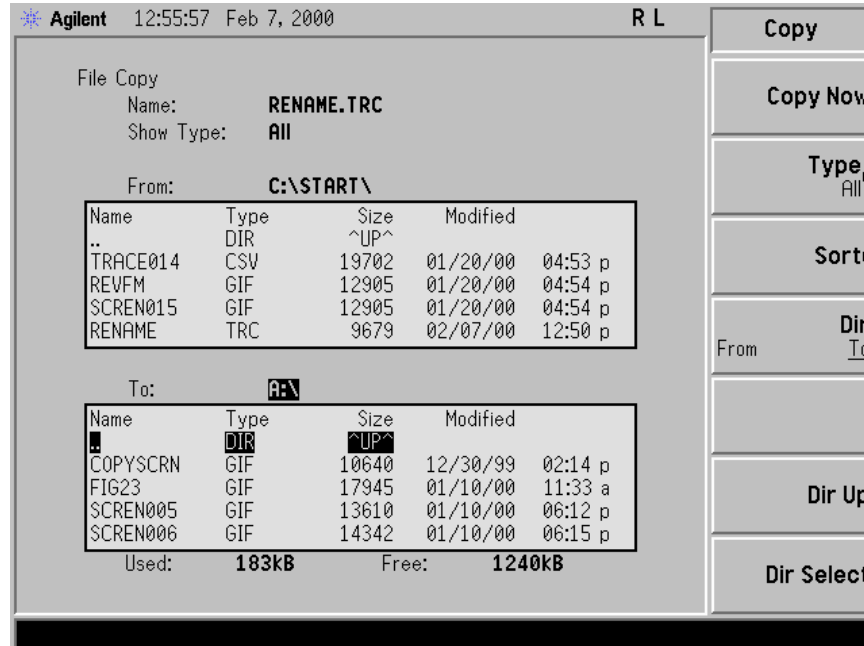 Agilent 12:55:57 Feb 7, 2000 R L
File Copy
Name: RENAME.TRC
Show Type: All
From: C:\START\
Name Type Size Modified
.. DIR ^UP^
TRACE014 CSV 19702 01/20/00 04:53 p
REVFM GIF 12905 01/20/00 04:54 p
SCREN015 GIF 12905 01/20/00 04:54 p
RENAME TRC 9679 02/07/00 12:50 p
To: A:\
Name Type Size Modified
.. DIR ^UP^
COPYSCRN GIF 10640 12/30/99 02:14 p
FIG23 GIF 17945 01/10/00 11:33 a
SCREN005 GIF 13610 01/10/00 06:12 p
SCREN006 GIF 14342 01/10/00 06:15 p
Used: 183kB Free: 1240kB
Copy
Copy Now
Type
All
Sort
Dir
From To
Dir Up
Dir Select